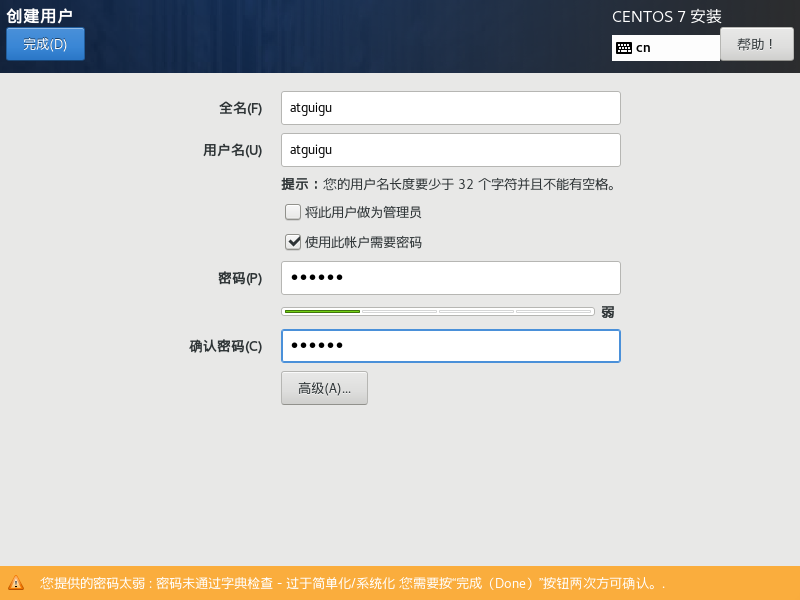 创建用户
CENTOS 7 安装
完成(D)
cn
帮助！
全名(F)
atguigu
用户名(U)
atguigu
提示：您的用户名长度要少于 32 个字符并且不能有空格。
将此用户做为管理员
使用此帐户需要密码
密码(P)
●●●●●●
弱
确认密码(C)
●●●●●●
高级(A)...
您提供的密码太弱 : 密码未通过字典检查 - 过于简单化/系统化 您需要按“完成（Done）”按钮两次方可确认。.